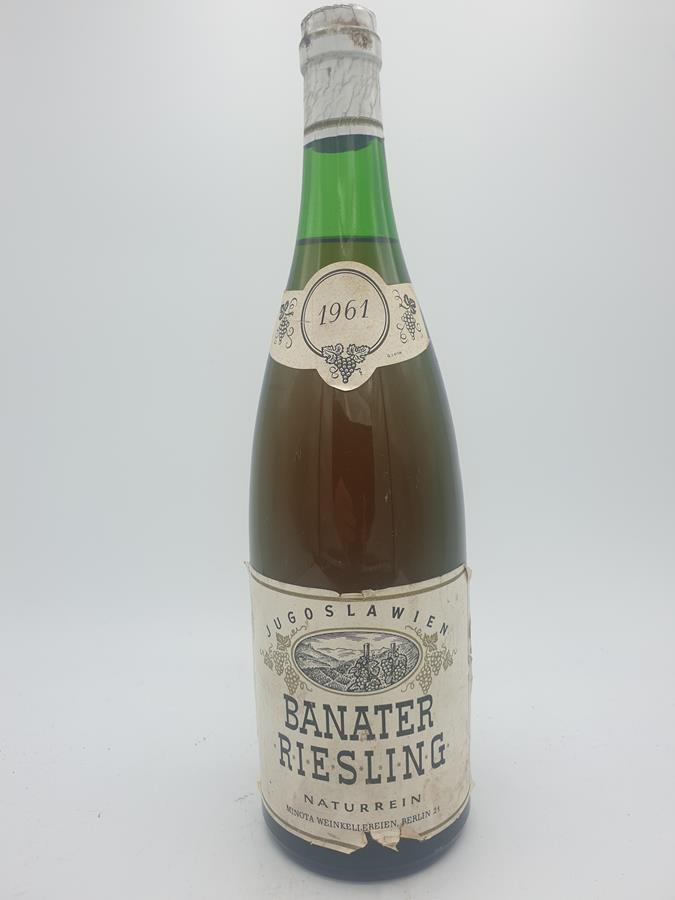 1961
JUGOSLAWIEN
BANATER
RIESLING
NATURREIN
MINOTA WEINKELLEREIEN, BERLIN 21